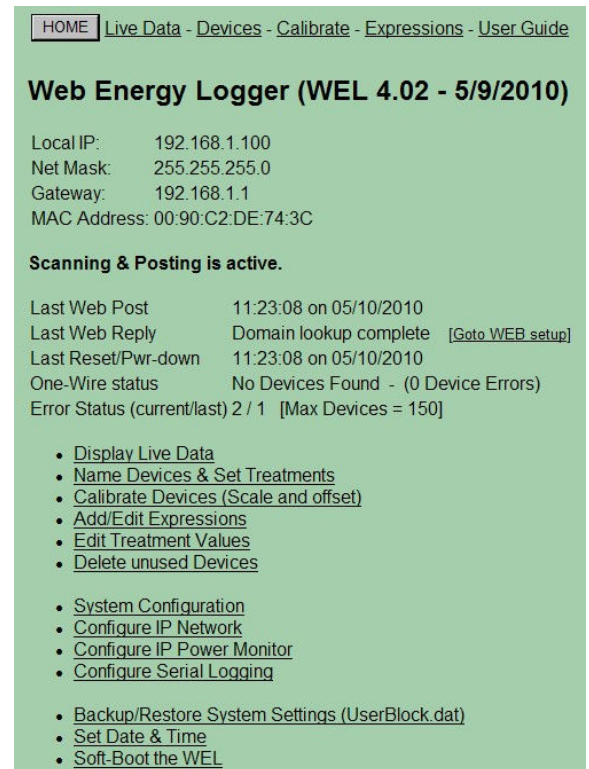 HOME Live Data - Devices - Calibrate - Expressions - User Guide
Web Energy Logger (WEL 4.02 - 5/9/2010)
Local IP: 192.168.1.100
Net Mask: 255.255.255.0
Gateway: 192.168.1.1
MAC Address: 00:90:C2:DE:74:3C
Scanning & Posting is active.
Last Web Post 11:23:08 on 05/10/2010
Last Web Reply Domain lookup complete [Goto WEB setup]
Last Reset/Pwr-down 11:23:08 on 05/10/2010
One-Wire status No Devices Found - (0 Device Errors)
Error Status (current/last) 2 / 1 [Max Devices = 150]
• Display Live Data
• Name Devices & Set Treatments
• Calibrate Devices (Scale and offset)
• Add/Edit Expressions
• Edit Treatment Values
• Delete unused Devices
• System Configuration
• Configure IP Network
• Configure IP Power Monitor
• Configure Serial Logging
• Backup/Restore System Settings (UserBlock.dat)
• Set Date & Time
• Soft-Boot the WEL